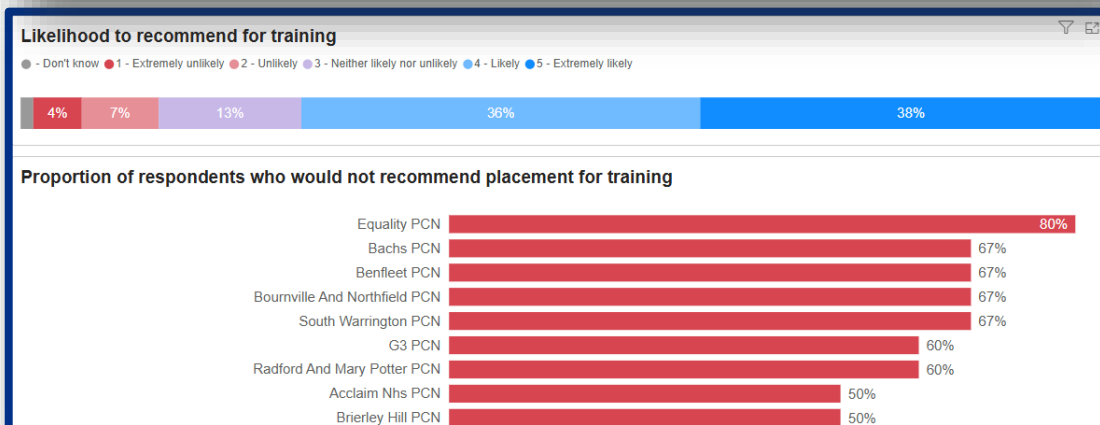 Likelihood to recommend for training
- Don't know 1 - Extremely unlikely 2 - Unlikely 3 - Neither likely nor unlikely 4 - Likely 5 - Extremely likely
4% 7% 13% 36% 38%
Proportion of respondents who would not recommend placement for training
Equality PCN 80%
Bachs PCN 67%
Benfleet PCN 67%
Bournville And Northfield PCN 67%
South Warrington PCN 67%
G3 PCN 60%
Radford And Mary Potter PCN 60%
Acclaim Nhs PCN 50%
Brierley Hill PCN 50%